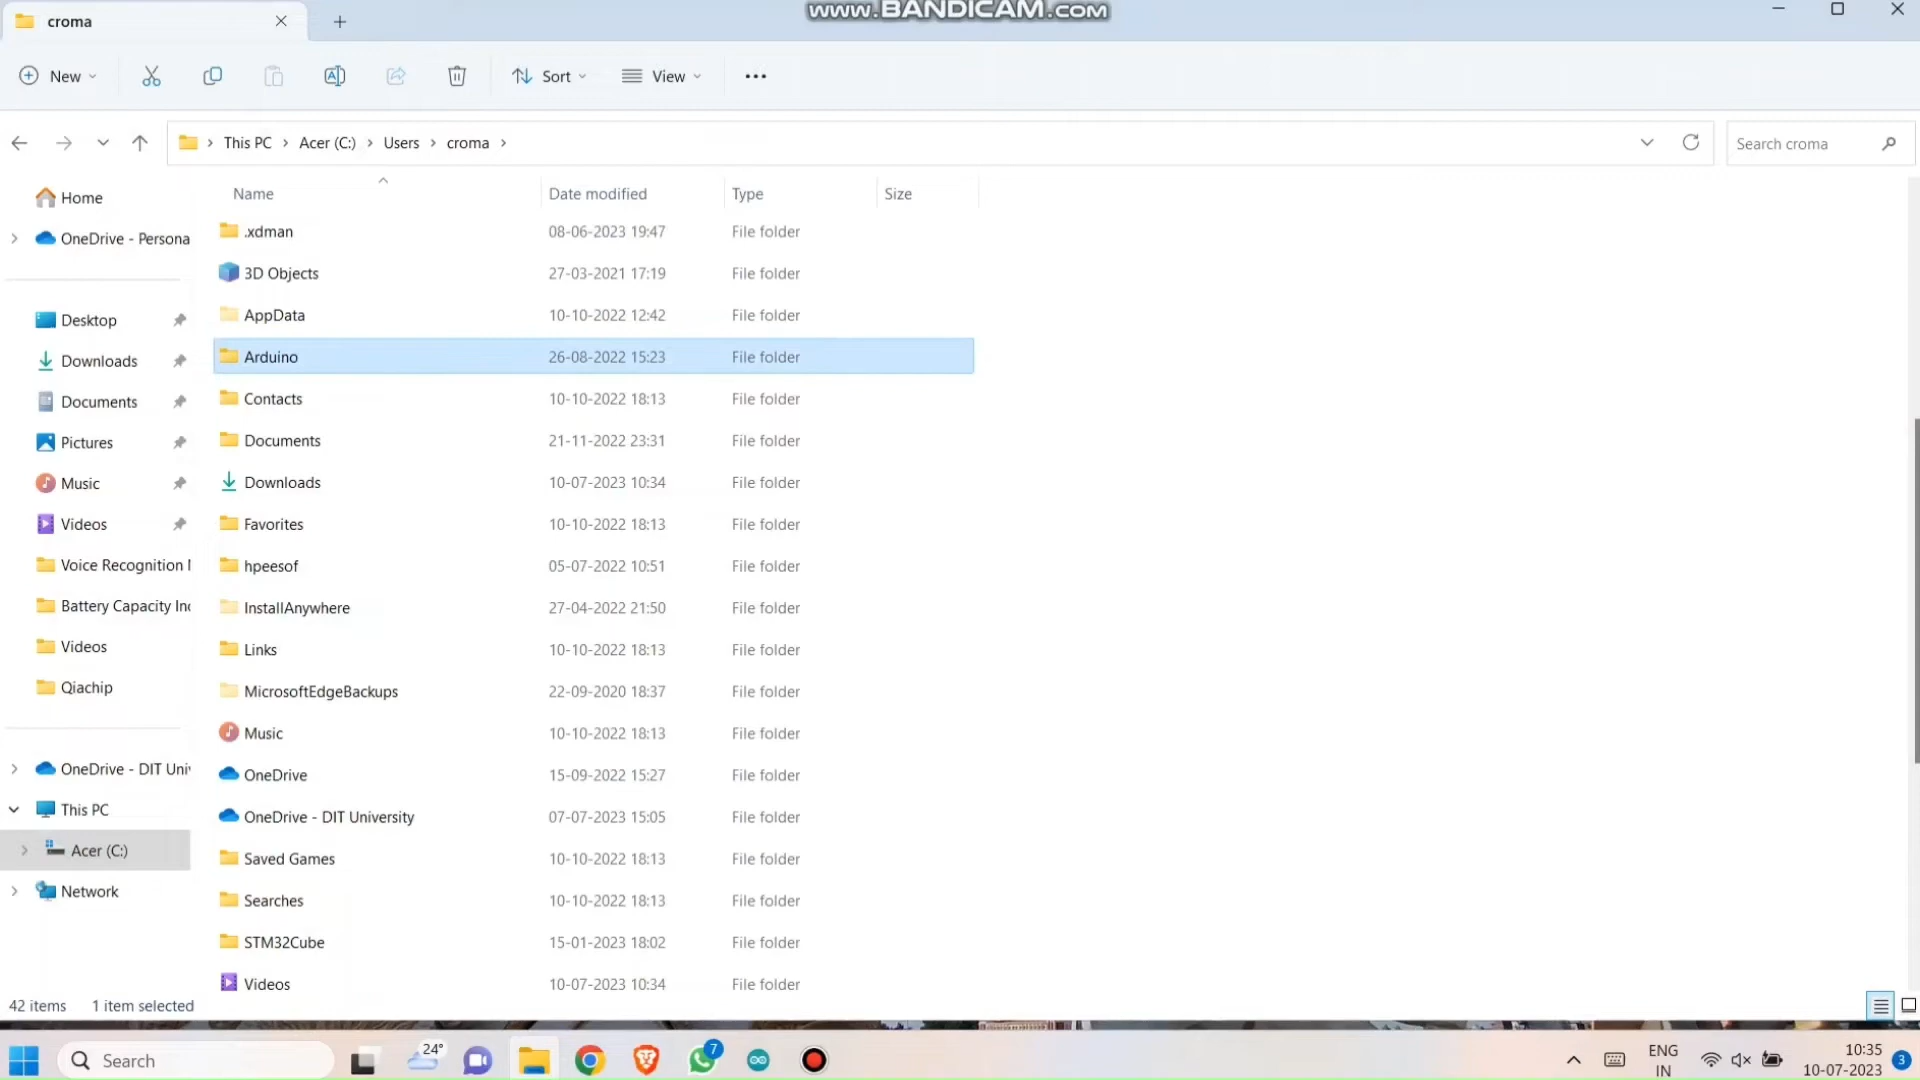 croma
www.BANDICAM.com
New
Sort
View
This PC
Acer (C:)
Users
croma
Search croma
Name
Date modified
Type
Size
Home
OneDrive - Persona
Desktop
Downloads
Documents
Pictures
Music
Videos
Voice Recognition
Battery Capacity
Videos
Qiachip
OneDrive - DIT
This PC
Acer (C:)
Network
.xdman 08-06-2023 19:47 File folder
3D Objects 27-03-2021 17:19 File folder
AppData 10-10-2022 12:42 File folder
Arduino 26-08-2022 15:23 File folder
Contacts 10-10-2022 18:13 File folder
Documents 21-11-2022 23:31 File folder
Downloads 10-07-2023 10:34 File folder
Favorites 10-10-2022 18:13 File folder
hpeesof 05-07-2022 10:51 File folder
InstallAnywhere 27-04-2022 21:50 File folder
Links 10-10-2022 18:13 File folder
MicrosoftEdgeBackups 22-09-2020 18:37 File folder
Music 10-10-2022 18:13 File folder
OneDrive 15-09-2022 15:27 File folder
OneDrive - DIT University 07-07-2023 15:05 File folder
Saved Games 10-10-2022 18:13 File folder
Searches 10-10-2022 18:13 File folder
STM32Cube 15-01-2023 18:02 File folder
Videos 10-07-2023 10:34 File folder
42 items 1 item selected
Search
24°
7
ENG
IN
10:35
10-07-2023
3